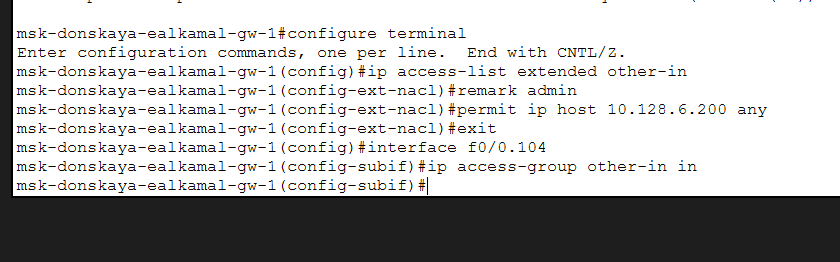 msk-donskaya-ealkamal-gw-1#configure terminal
Enter configuration commands, one per line.  End with CNTL/Z.
msk-donskaya-ealkamal-gw-1(config)#ip access-list extended other-in
msk-donskaya-ealkamal-gw-1(config-ext-nacl)#remark admin
msk-donskaya-ealkamal-gw-1(config-ext-nacl)#permit ip host 10.128.6.200 any
msk-donskaya-ealkamal-gw-1(config-ext-nacl)#exit
msk-donskaya-ealkamal-gw-1(config)#interface f0/0.104
msk-donskaya-ealkamal-gw-1(config-subif)#ip access-group other-in in
msk-donskaya-ealkamal-gw-1(config-subif)#